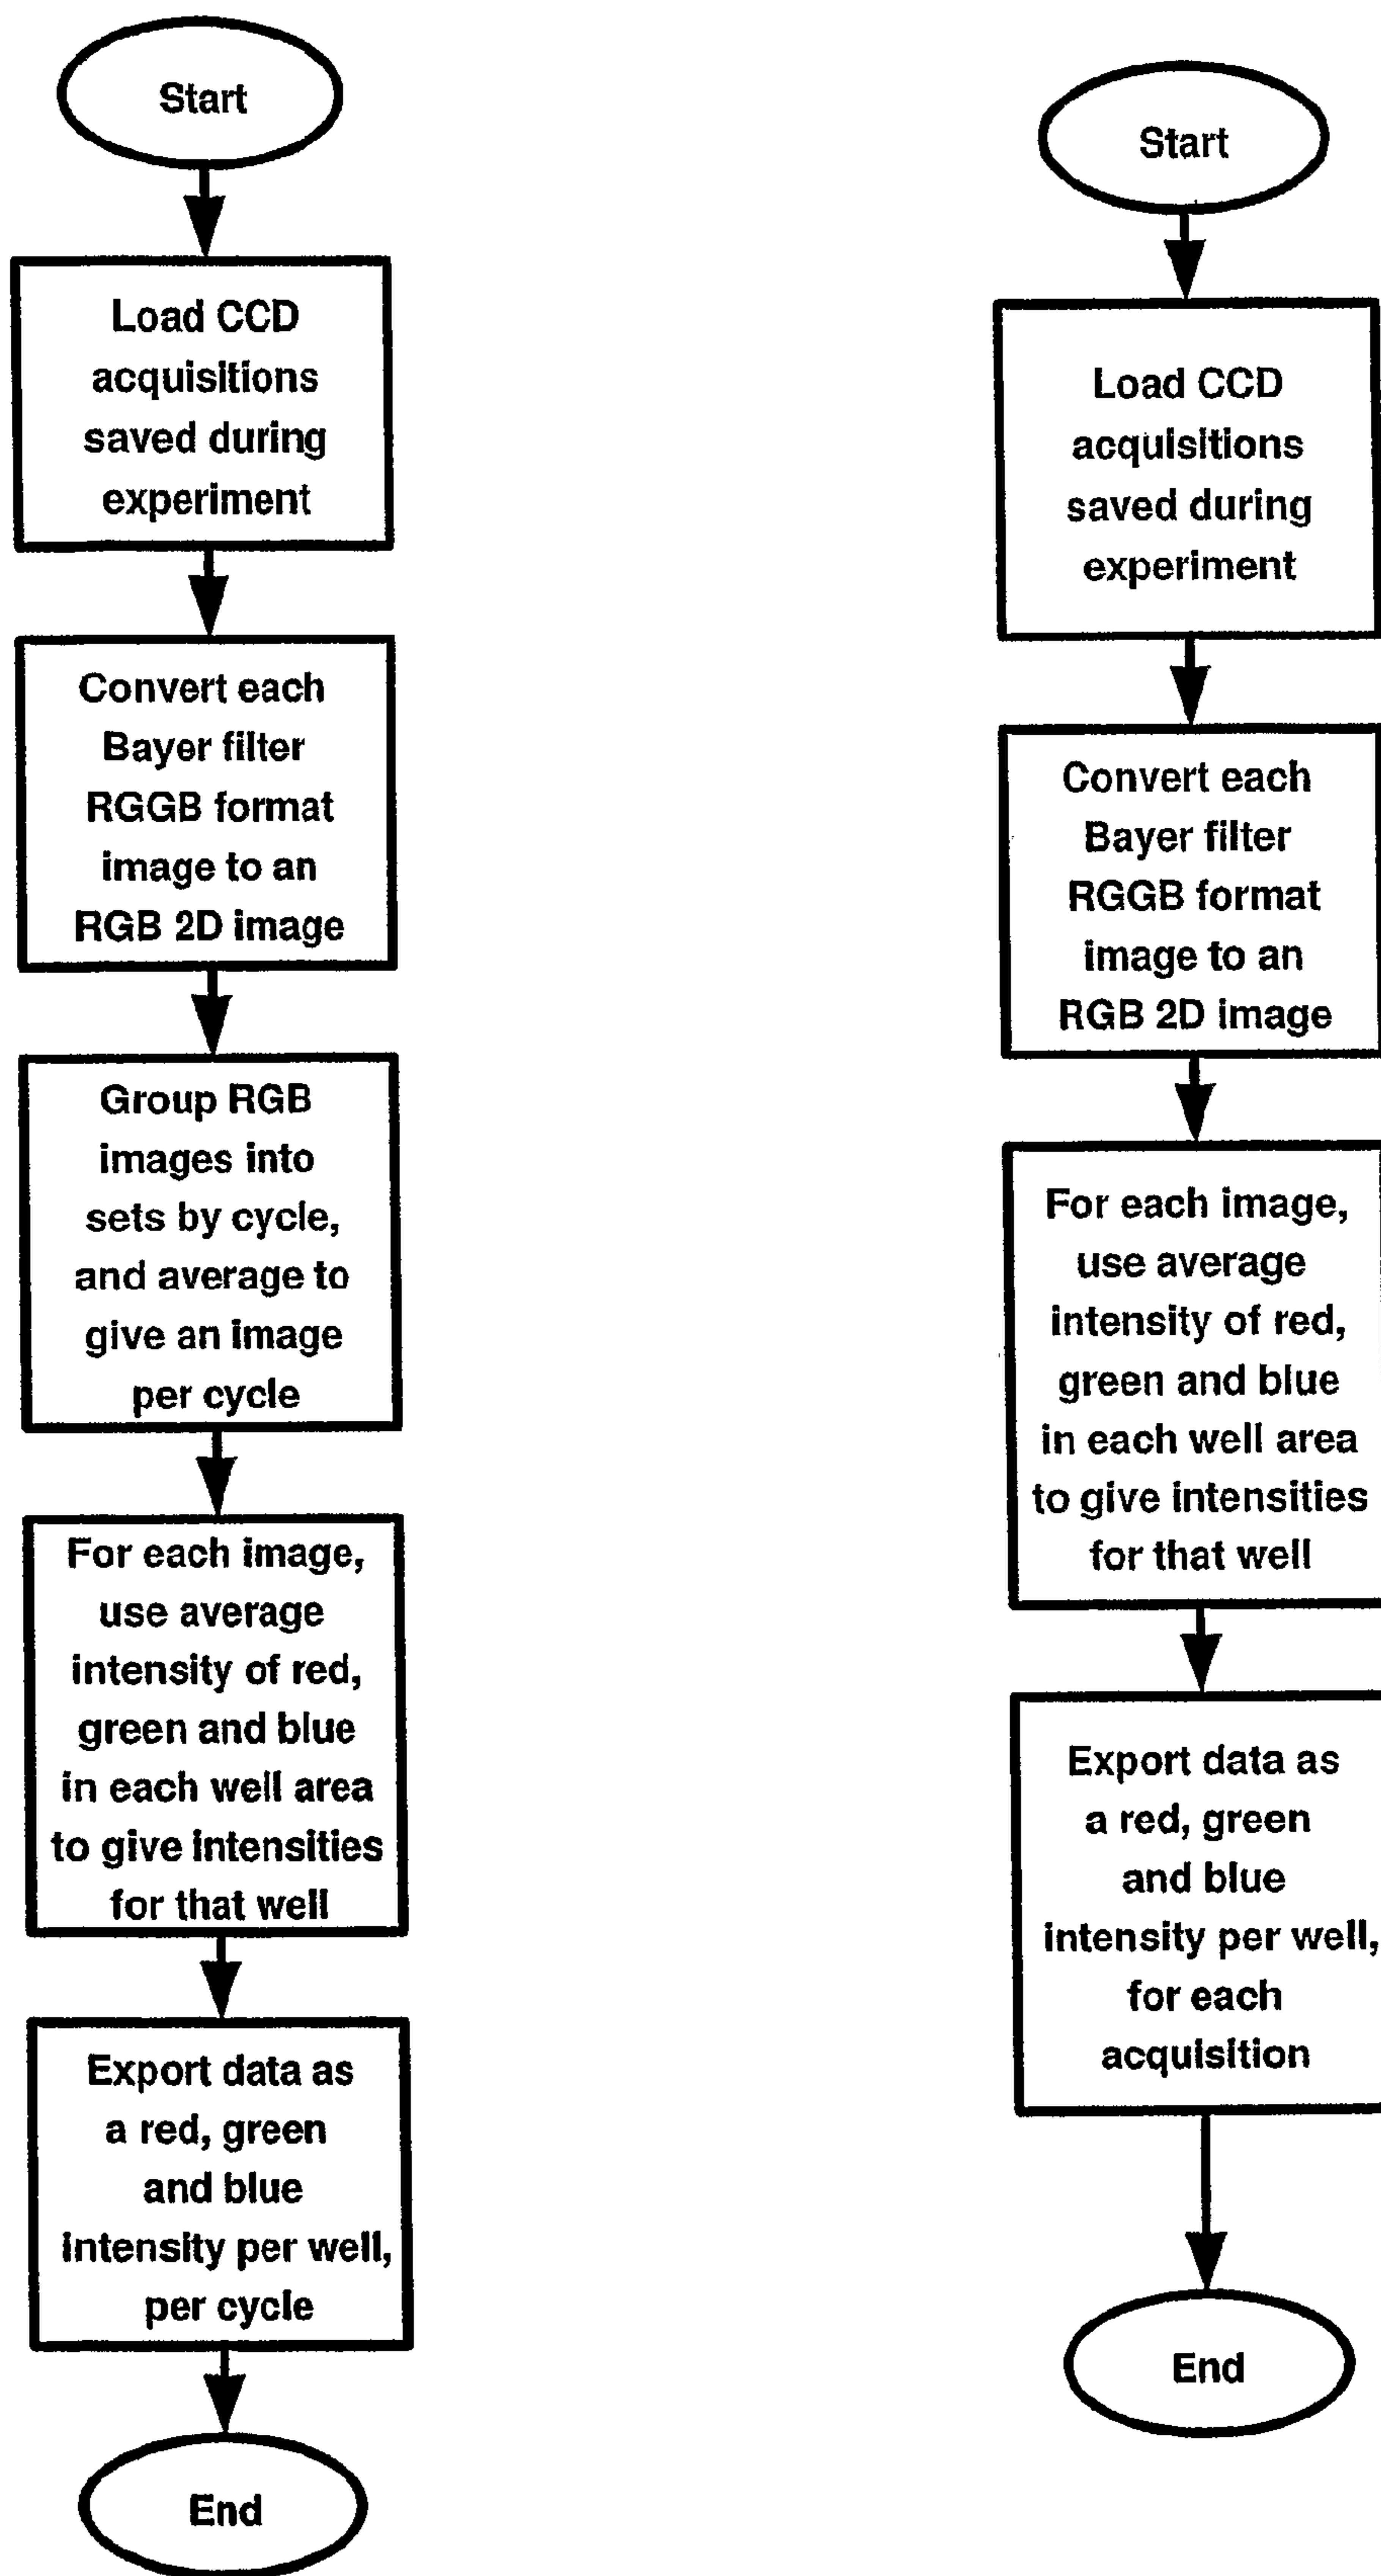 Start
Load CCD
acquisitions
saved during
experiment
Convert each
Bayer filter
RGGB format
image to an
RGB 2D image
Group RGB
images into
sets by cycle,
and average to
give an image
per cycle
For each image,
use average
intensity of red,
green and blue
in each well area
to give intensities
for that well
Export data as
a red, green
and blue
intensity per well,
per cycle
End
Start
Load CCD
acquisitions
saved during
experiment
Convert each
Bayer filter
RGGB format
image to an
RGB 2D image
For each image,
use average
intensity of red,
green and blue
in each well area
to give intensities
for that well
Export data as
a red, green
and blue
intensity per well,
for each
acquisition
End